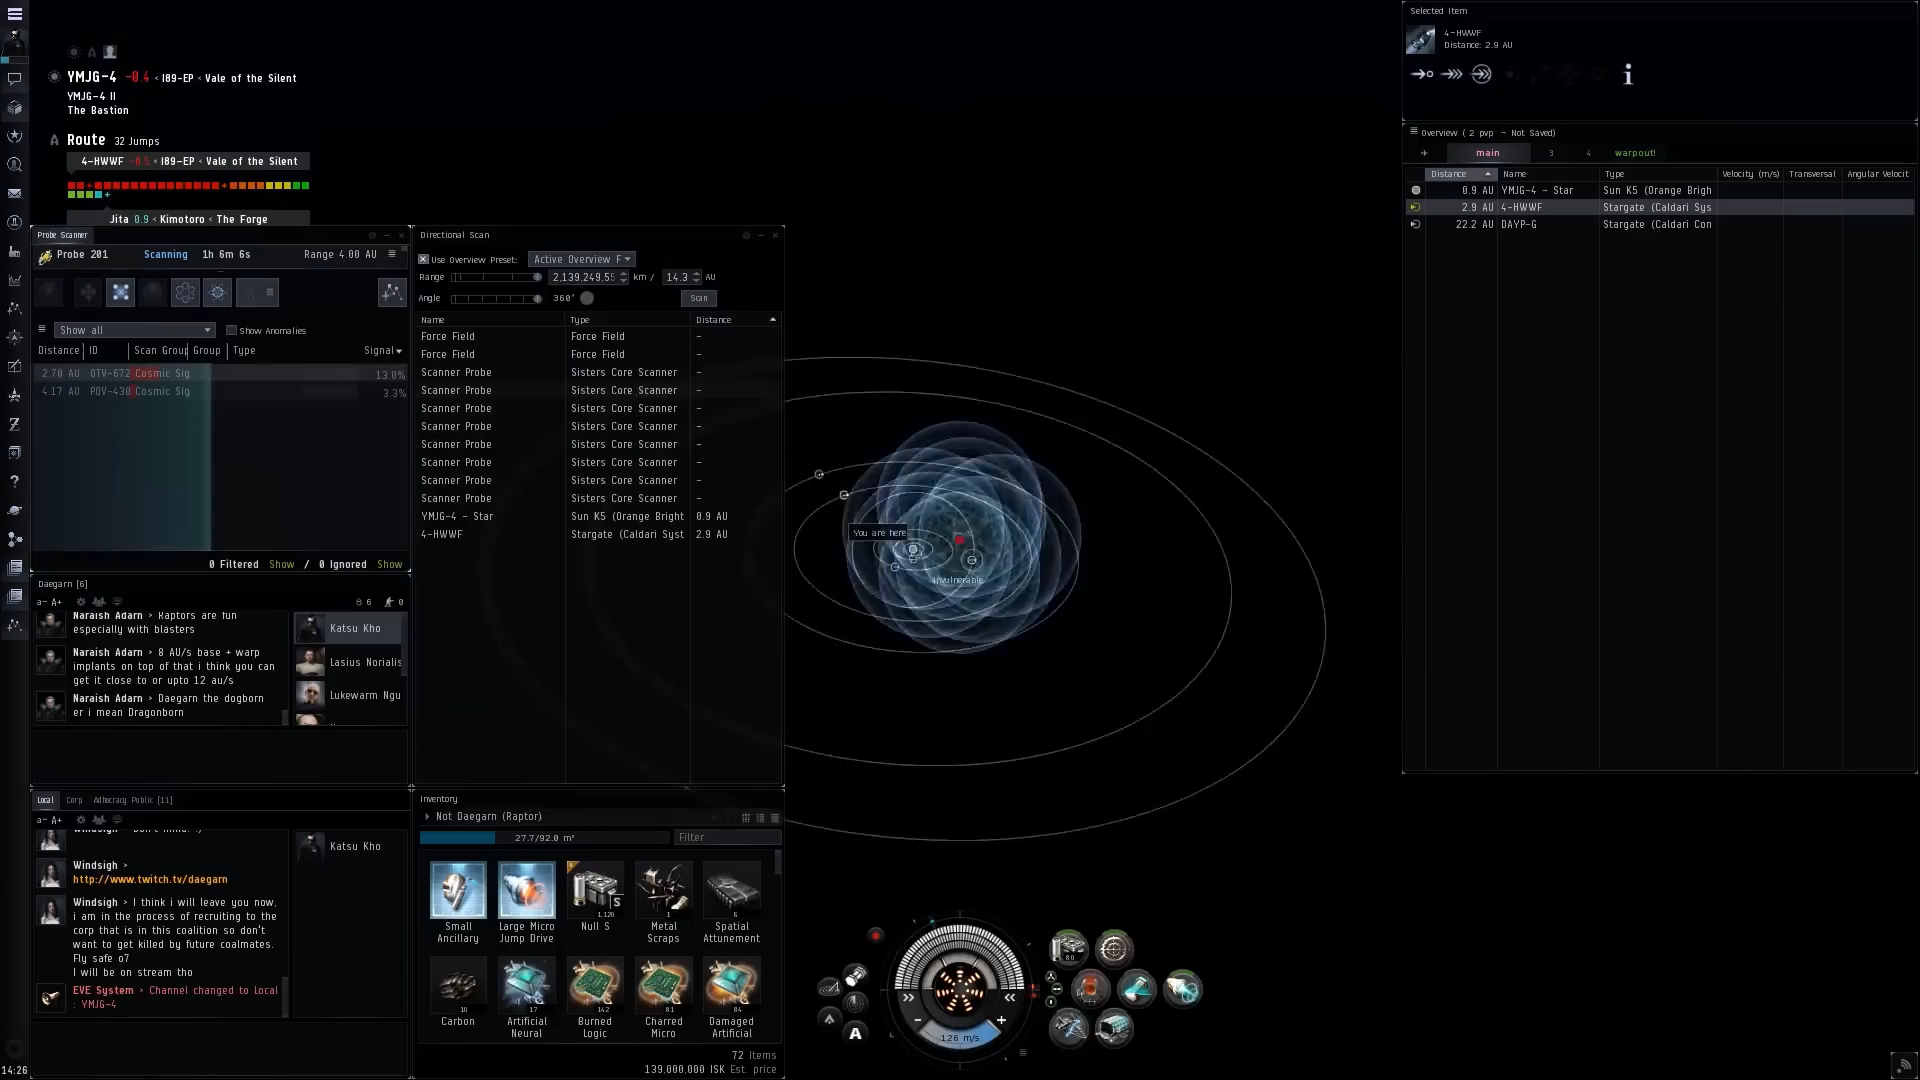 YMJG-4 -0.4 < I89-EP < Vale of the Silent
YMJG-4 II
The Bastion
A Route 32 Jumps
4-HWWF -0.5 < I89-EP < Vale of the Silent
Jita 0.9 < Kimotoro < The Forge
Probe Scanner
Probe 201 Scanning 1h 6m 6s Range 4.00 AU
Show all
Show Anomalies
Distance ID Scan Group Group Type Signal
2.70 AU OTV-672 Cosmic Sig 13.0%
4.17 AU PQV-430 Cosmic Sig 3.3%
0 Filtered Show / 0 Ignored Show
Daegarn [6]
a- A+ 6 0
Naraish Adarn > Raptors are fun
especially with blasters
Naraish Adarn > 8 AU/s base + warp
implants on top of that i think you can
get it close to or upto 12 au/s
Naraish Adarn > Daegarn the dogborn
er i mean Dragonborn
Katsu Kho
Lasius Norialis
Lukewarm Ngu
Local Corp Adhocracy Public [11]
a- A+
Windsigh >
http://www.twitch.tv/daegarn
Windsigh > I think i will leave you now,
i am in the process of recruiting to the
corp that is in this coalition so don't
want to get killed by future coalmates.
Fly safe o7
I will be on stream tho
EVE System > Channel changed to Local
: YMJG-4
Katsu Kho
14:26
Directional Scan
Use Overview Preset: Active Overview F
Range 2,139,249,55 km / 14.3 AU
Angle 360° Scan
Name Type Distance
Force Field Force Field -
Force Field Force Field -
Scanner Probe Sisters Core Scanner -
Scanner Probe Sisters Core Scanner -
Scanner Probe Sisters Core Scanner -
Scanner Probe Sisters Core Scanner -
Scanner Probe Sisters Core Scanner -
Scanner Probe Sisters Core Scanner -
Scanner Probe Sisters Core Scanner -
Scanner Probe Sisters Core Scanner -
YMJG-4 - Star Sun K5 (Orange Bright 0.9 AU
4-HWWF Stargate (Caldari Syst 2.9 AU
Inventory
Not Daegarn (Raptor)
27.7/92.0 m³ Filter
Small
Ancillary
Large Micro
Jump Drive
1,126
Null S
1
Metal
Scraps
6
Spatial
Attunement
10
Carbon
17
Artificial
Neural
142
Burned
Logic
81
Charred
Micro
84
Damaged
Artificial
72 Items
139,000,000 ISK Est. price
You are here
Invulnerable
80
A
126 m/s
Selected Item
4-HWWF
Distance: 2.9 AU
Overview ( 2 pvp - Not Saved)
+ main 3 4 warpout!
Distance Name Type Velocity (m/s) Transversal Angular Velocit
0.9 AU YMJG-4 - Star Sun K5 (Orange Brigh
2.9 AU 4-HWWF Stargate (Caldari Sys
22.2 AU DAYP-G Stargate (Caldari Con